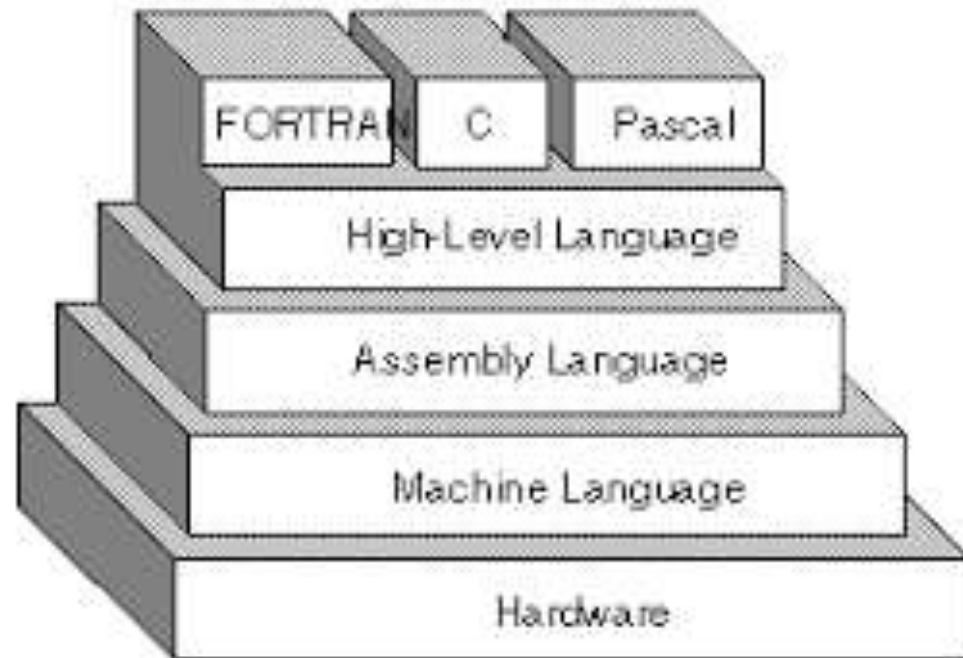 FORTRAN C Pascal
High-Level Language
Assembly Language
Machine Language
Hardware